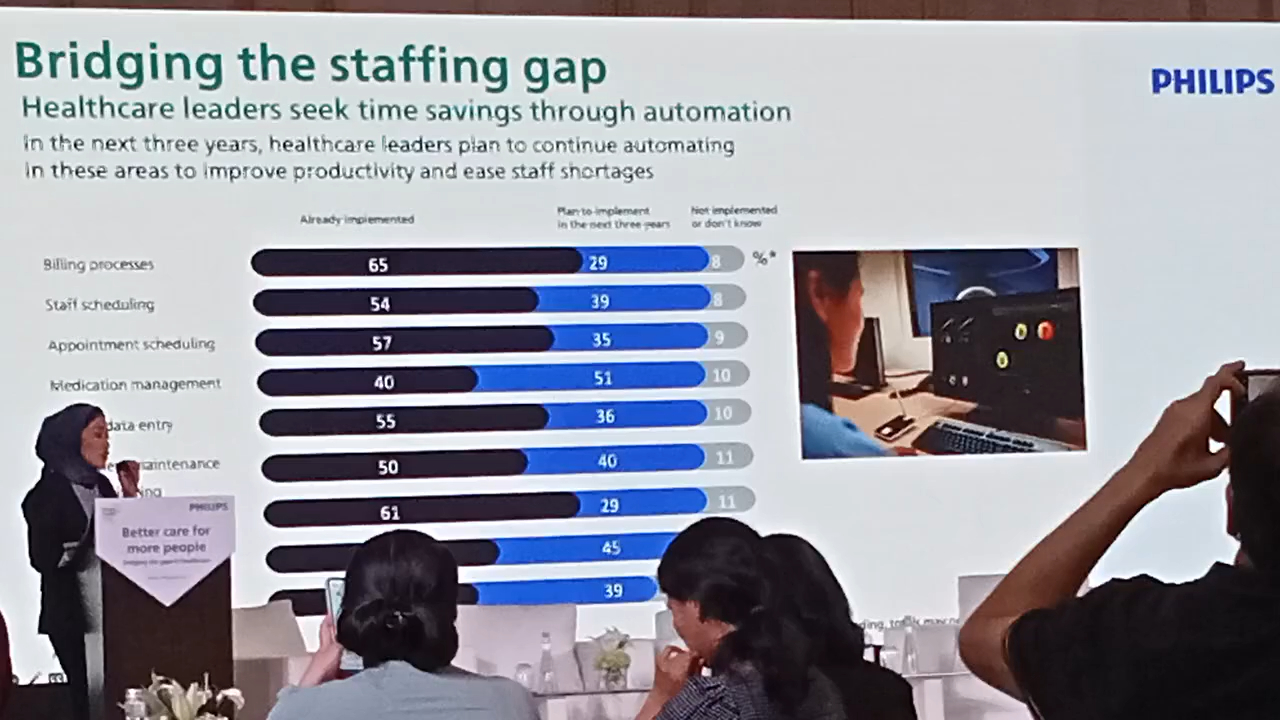 Bridging the staffing gap
PHILIPS
Healthcare leaders seek time savings through automation
In the next three years, healthcare leaders plan to continue automating
in these areas to improve productivity and ease staff shortages
Already implemented
Plan to implement
in the next three years
Not implemented
or don't know
Billing processes 65 29 8 %*
Staff scheduling 54 39 8
Appointment scheduling 57 35 9
Medication management 40 51 10
data entry 55 36 10
maintenance 50 40 11
61 29 11
45
39
PHILIPS
Better care for
more people